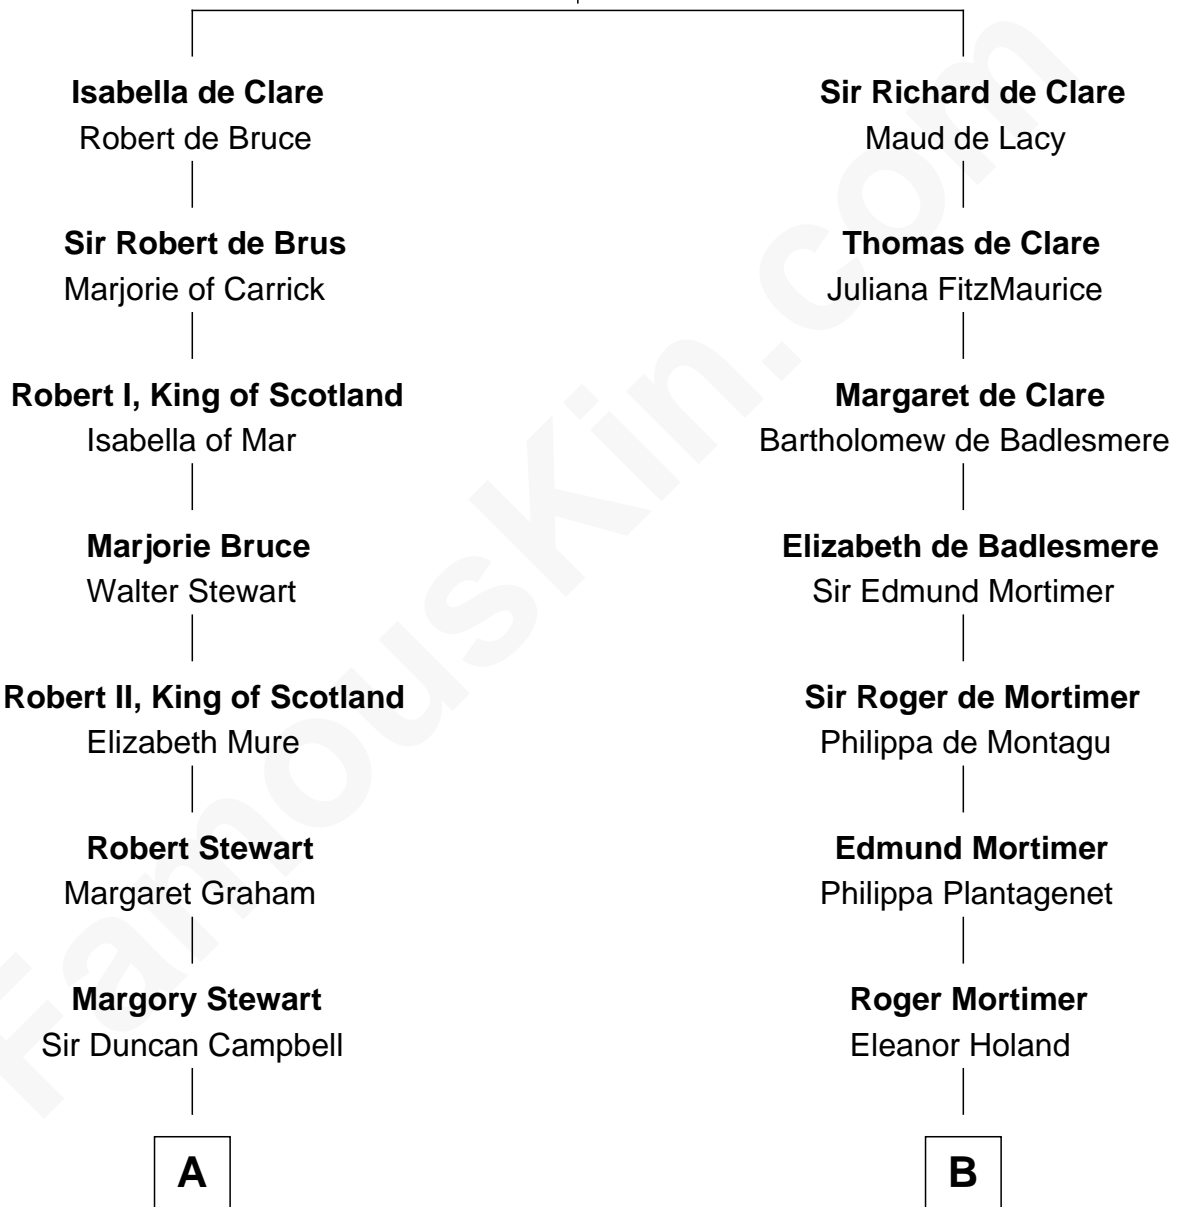 Isabella de Clare
Robert de Bruce
Sir Robert de Brus
Marjorie of Carrick
Robert I, King of Scotland
Isabella of Mar
Marjorie Bruce
Walter Stewart
Robert II, King of Scotland
Elizabeth Mure
Robert Stewart
Margaret Graham
Margory Stewart
Sir Duncan Campbell
A
Sir Richard de Clare
Maud de Lacy
Thomas de Clare
Juliana FitzMaurice
Margaret de Clare
Bartholomew de Badlesmere
Elizabeth de Badlesmere
Sir Edmund Mortimer
Sir Roger de Mortimer
Philippa de Montagu
Edmund Mortimer
Philippa Plantagenet
Roger Mortimer
Eleanor Holand
B
FamousKin.com